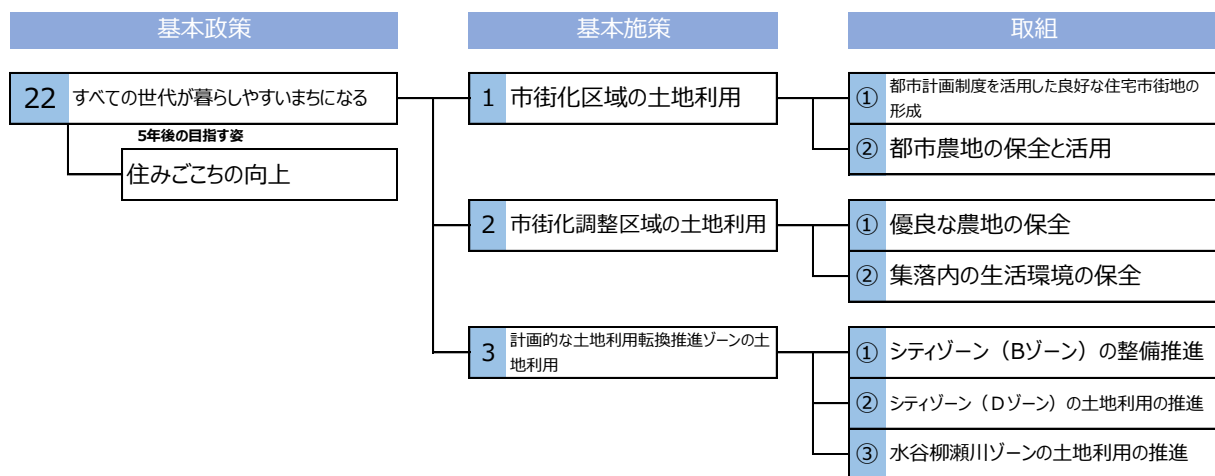 基本政策
基本施策
取組
22 すべての世代が暮らしやすいまちになる
5年後の目指す姿
住みごこちの向上
1 市街化区域の土地利用
① 都市計画制度を活用した良好な住宅市街地の
形成
② 都市農地の保全と活用
2 市街化調整区域の土地利用
① 優良な農地の保全
② 集落内の生活環境の保全
3 計画的な土地利用転換推進ゾーンの土
地利用
① シティゾーン（Bゾーン）の整備推進
② シティゾーン（Ｄゾーン）の土地利用の推進
③ 水谷柳瀬川ゾーンの土地利用の推進